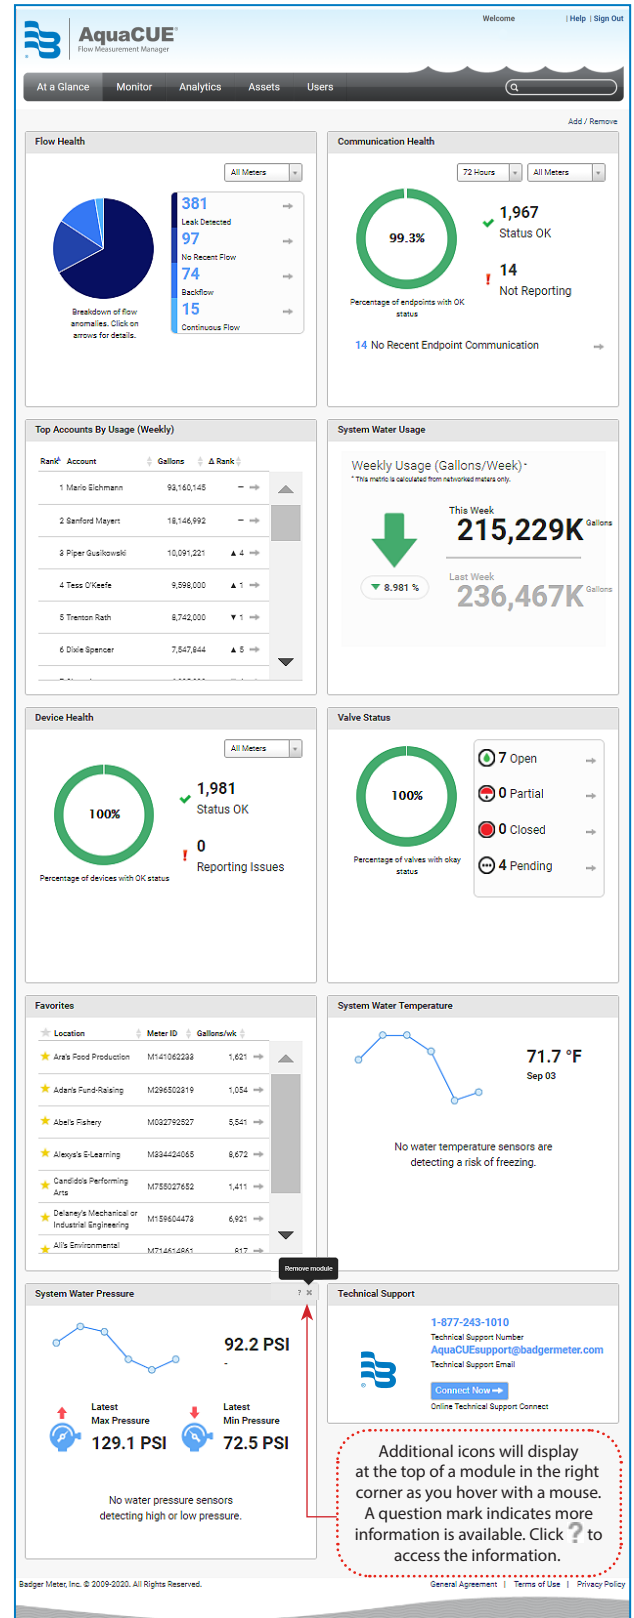 Welcome | Help | Sign Out
AquaCUE®
Flow Measurement Manager
At a Glance Monitor Analytics Assets Users
Add / Remove
Flow Health
All Meters
381
Leak Detected
97
No Recent Flow
74
Backflow
15
Continuous Flow
Breakdown of flow
anomalies. Click on
arrows for details.
Communication Health
72 Hours All Meters
99.3%
1,967
Status OK
14
Not Reporting
Percentage of endpoints with OK
status
14 No Recent Endpoint Communication
Top Accounts By Usage (Weekly)
Rank Account Gallons Δ Rank
1 Mario Eichmann 93,160,145 –
2 Sanford Mayert 18,146,992 –
3 Piper Gusikowski 10,091,221 ▲ 4
4 Tess O'Keefe 9,598,000 ▲ 1
5 Trenton Rath 8,742,000 ▼ 1
6 Dixie Spencer 7,547,844 ▲ 5
System Water Usage
Weekly Usage (Gallons/Week)*
* This metric is calculated from networked meters only.
This Week
215,229K Gallons
▼ 8.981 %
Last Week
236,467K Gallons
Device Health
All Meters
100%
1,981
Status OK
0
Reporting Issues
Percentage of devices with OK status
Valve Status
100%
7 Open
0 Partial
0 Closed
4 Pending
Percentage of valves with okay
status
Favorites
Location Meter ID Gallons/wk
Ara's Food Production M141062233 1,621
Adan's Fund-Raising M296502319 1,054
Abel's Fishery M032792527 5,541
Alexys's E-Learning M334424065 8,672
Candido's Performing
Arts M755027652 1,411
Delaney's Mechanical or
Industrial Engineering M159604473 6,921
Ali's Environmental M714614861 817
System Water Temperature
71.7 °F
Sep 03
No water temperature sensors are
detecting a risk of freezing.
Remove module
System Water Pressure ?
92.2 PSI
-
Latest
Max Pressure
129.1 PSI
Latest
Min Pressure
72.5 PSI
No water pressure sensors
detecting high or low pressure.
Technical Support
1-877-243-1010
Technical Support Number
AquaCUEsupport@badgermeter.com
Technical Support Email
Connect Now
Online Technical Support Connect
Additional icons will display
at the top of a module in the right
corner as you hover with a mouse.
A question mark indicates more
information is available. Click ? to
access the information.
Badger Meter, Inc. © 2009-2020. All Rights Reserved. General Agreement | Terms of Use | Privacy Policy